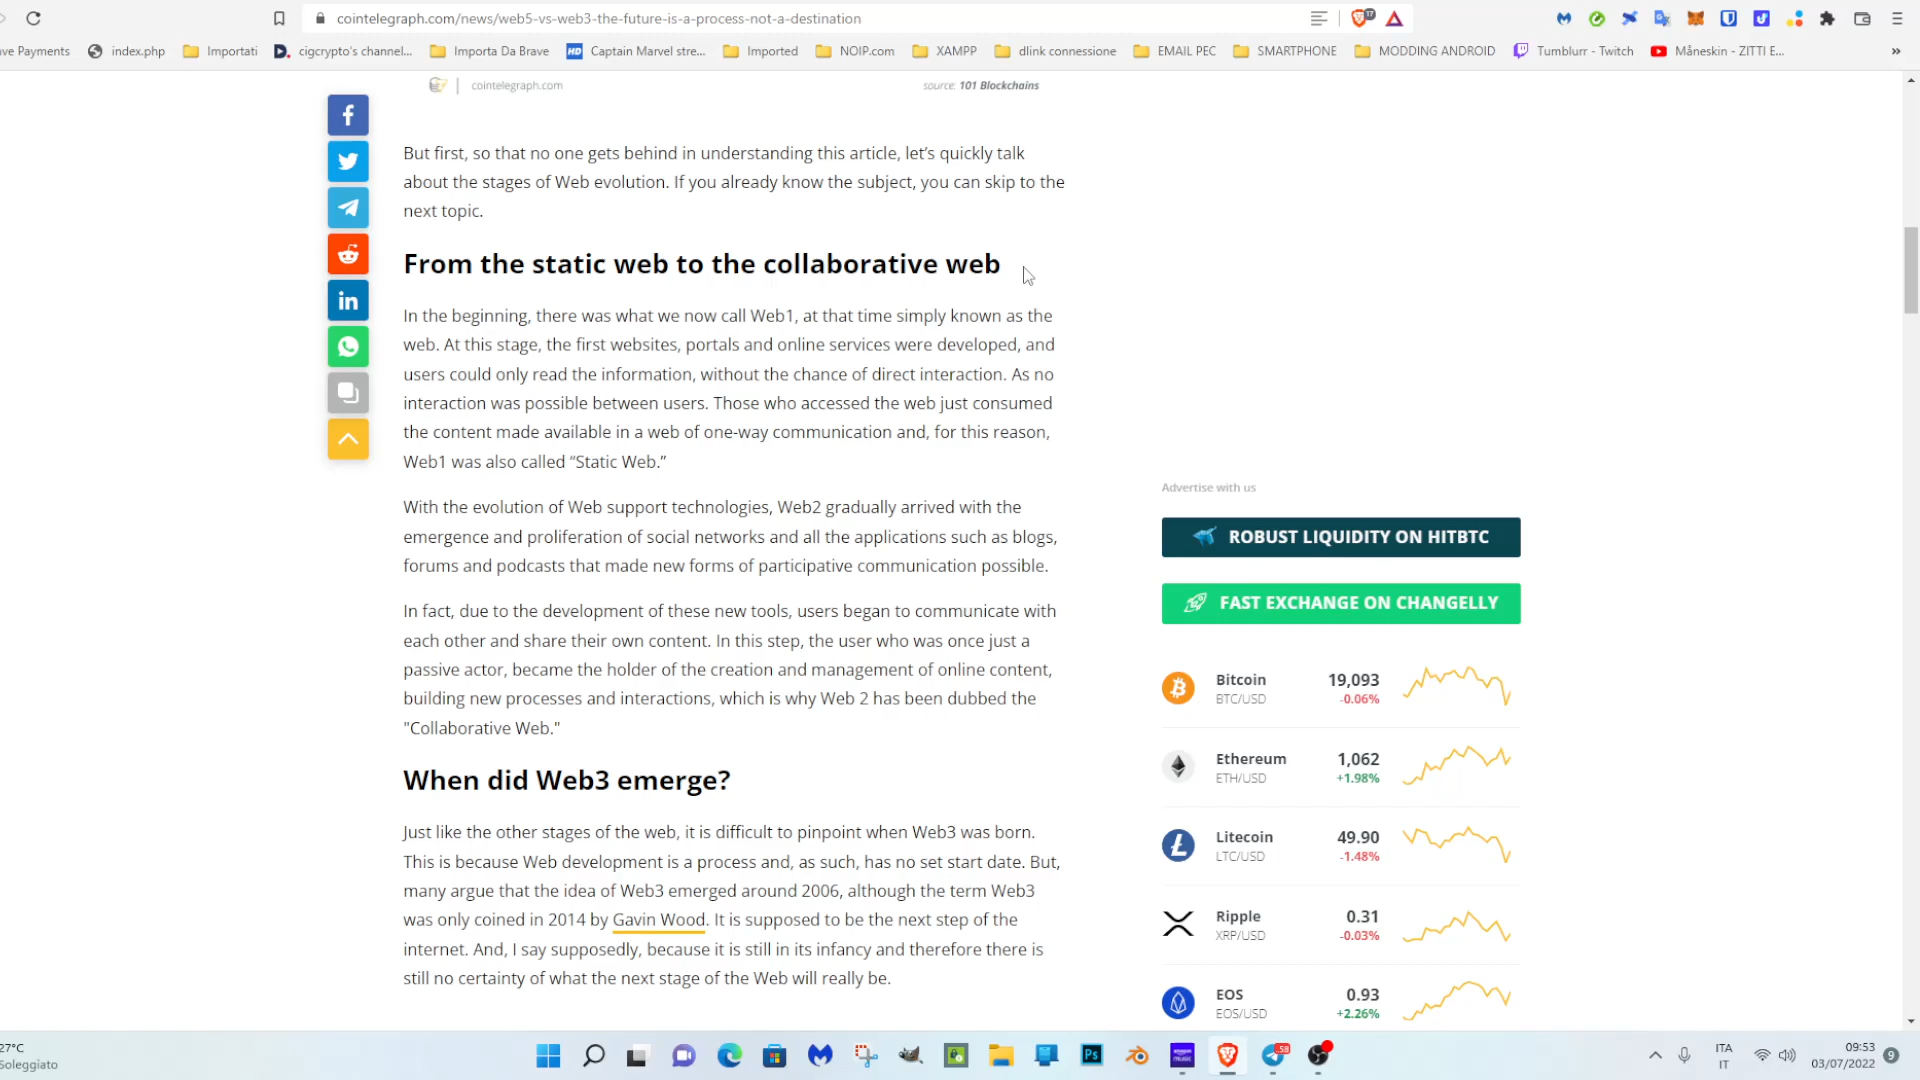 cointelegraph.com/news/web5-vs-web3-the-future-is-a-process-not-a-destination
17
ve Payments
index.php
Importati
cigcrypto's channel...
Importa Da Brave
HD
Captain Marvel stre...
Imported
NOIP.com
XAMPP
dlink connessione
EMAIL PEC
SMARTPHONE
MODDING ANDROID
Tumblurr - Twitch
Måneskin - ZITTI E...
»
cointelegraph.com
source: 101 Blockchains
But first, so that no one gets behind in understanding this article, let’s quickly talk
about the stages of Web evolution. If you already know the subject, you can skip to the
next topic.
From the static web to the collaborative web
In the beginning, there was what we now call Web1, at that time simply known as the
web. At this stage, the first websites, portals and online services were developed, and
users could only read the information, without the chance of direct interaction. As no
interaction was possible between users. Those who accessed the web just consumed
the content made available in a web of one-way communication and, for this reason,
Web1 was also called “Static Web.”
With the evolution of Web support technologies, Web2 gradually arrived with the
emergence and proliferation of social networks and all the applications such as blogs,
forums and podcasts that made new forms of participative communication possible.
In fact, due to the development of these new tools, users began to communicate with
each other and share their own content. In this step, the user who was once just a
passive actor, became the holder of the creation and management of online content,
building new processes and interactions, which is why Web 2 has been dubbed the
"Collaborative Web."
When did Web3 emerge?
Just like the other stages of the web, it is difficult to pinpoint when Web3 was born.
This is because Web development is a process and, as such, has no set start date. But,
many argue that the idea of Web3 emerged around 2006, although the term Web3
was only coined in 2014 by Gavin Wood. It is supposed to be the next step of the
internet. And, I say supposedly, because it is still in its infancy and therefore there is
still no certainty of what the next stage of the Web will really be.
Advertise with us
ROBUST LIQUIDITY ON HITBTC
FAST EXCHANGE ON CHANGELLY
Bitcoin 19,093
BTC/USD -0.06%
Ethereum 1,062
ETH/USD +1.98%
Litecoin 49.90
LTC/USD -1.48%
Ripple 0.31
XRP/USD -0.03%
EOS 0.93
EOS/USD +2.26%
27°C
Soleggiato
Ps
58
ITA
IT
09:53
03/07/2022
9